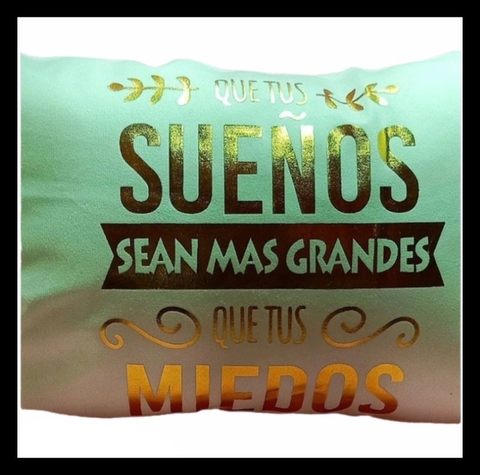 QUE TUS
SUEÑOS
SEAN MAS GRANDES
QUE TUS
MIEDOS